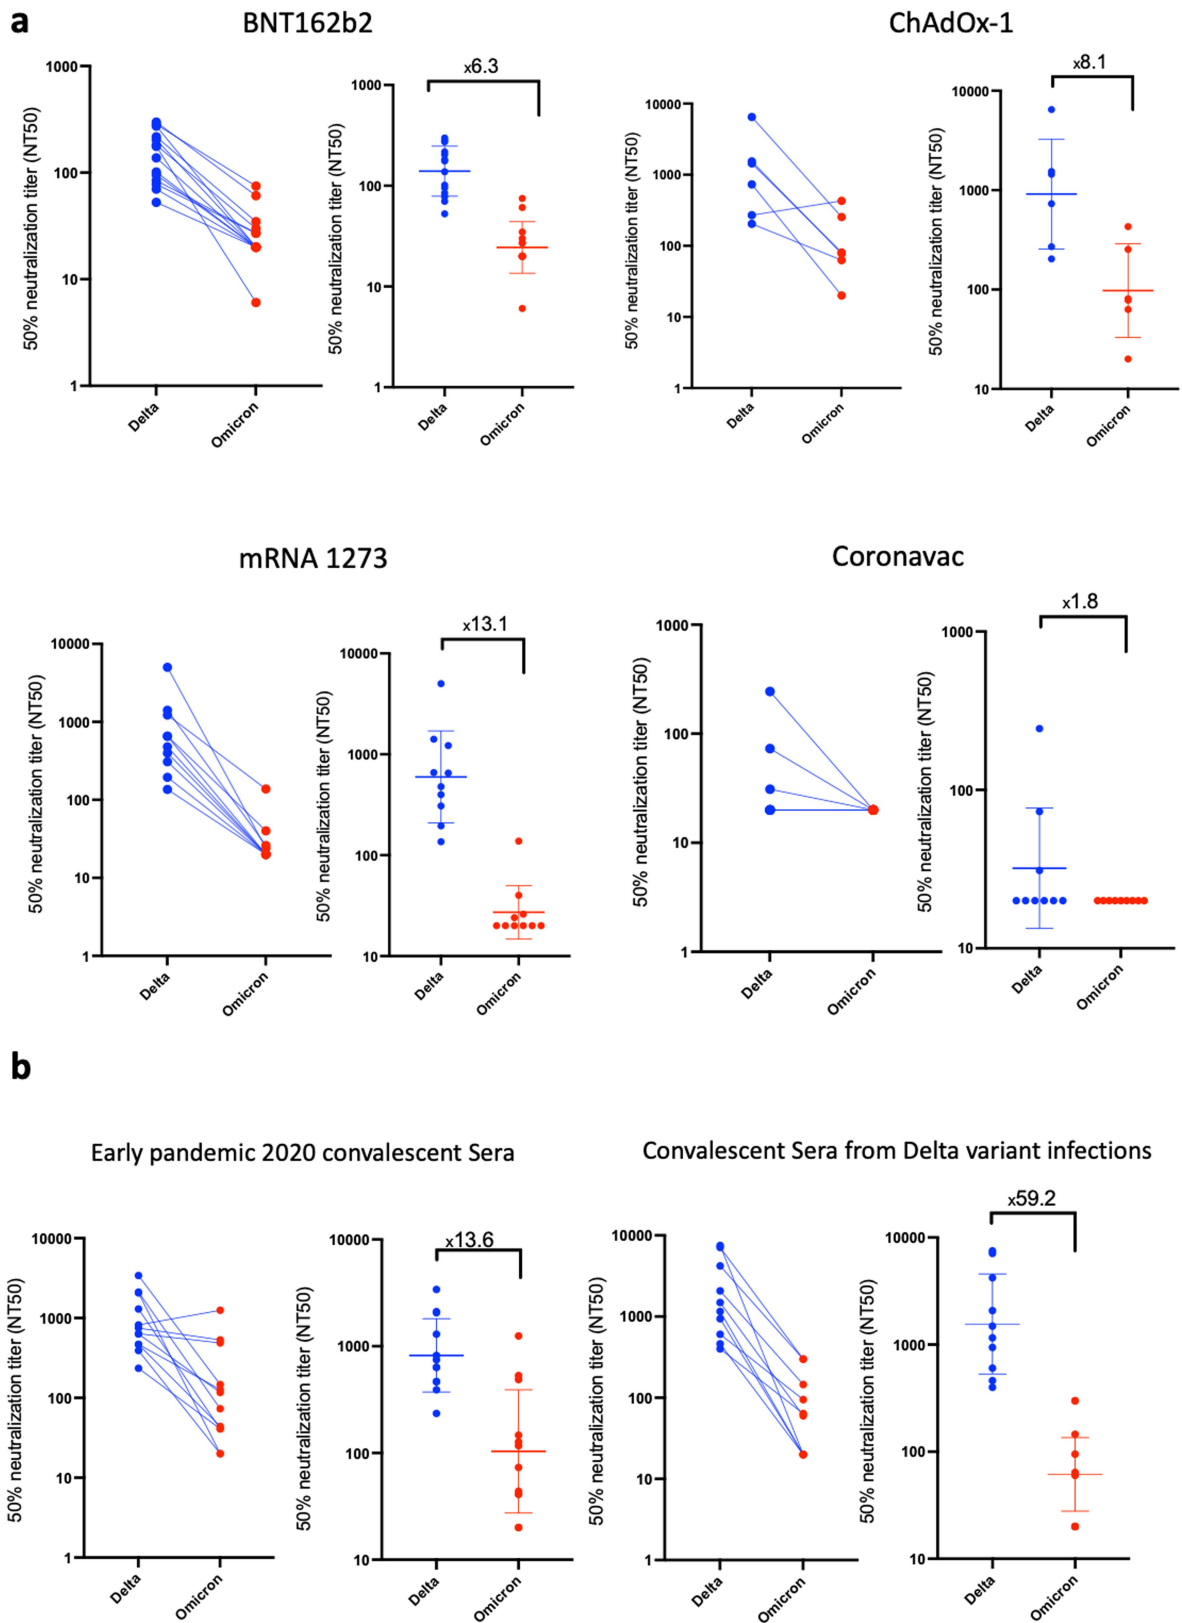 a
BNT162b2
ChAdOx-1
50% neutralization titer (NT50)
1000
100
10
1
Delta
Omicron
50% neutralization titer (NT50)
x6.3
1000
100
10
1
Delta
Omicron
50% neutralization titer (NT50)
10000
1000
100
10
1
Delta
Omicron
50% neutralization titer (NT50)
x8.1
10000
1000
100
10
Delta
Omicron
mRNA 1273
Coronavac
50% neutralization titer (NT50)
10000
1000
100
10
1
Delta
Omicron
50% neutralization titer (NT50)
x13.1
10000
1000
100
10
Delta
Omicron
50% neutralization titer (NT50)
1000
100
10
1
Delta
Omicron
50% neutralization titer (NT50)
x1.8
1000
100
10
Delta
Omicron
b
Early pandemic 2020 convalescent Sera
Convalescent Sera from Delta variant infections
50% neutralization titer (NT50)
10000
1000
100
10
1
Delta
Omicron
50% neutralization titer (NT50)
x13.6
10000
1000
100
10
Delta
Omicron
50% neutralization titer (NT50)
10000
1000
100
10
1
Delta
Omicron
50% neutralization titer (NT50)
x59.2
10000
1000
100
10
Delta
Omicron